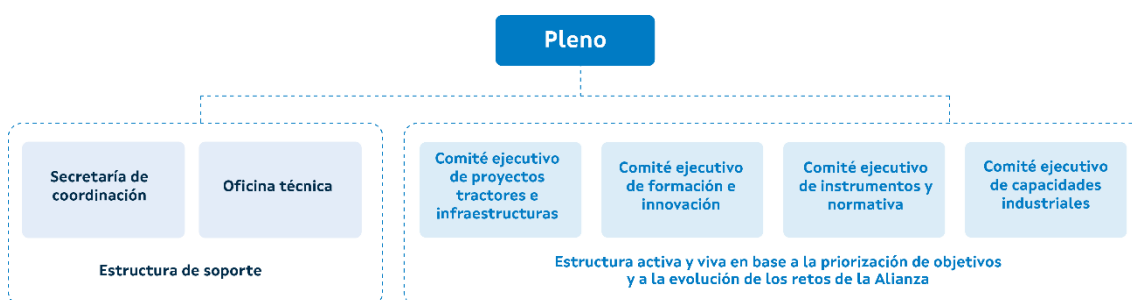 Pleno
Secretaría de
coordinación
Oficina técnica
Estructura de soporte
Comité ejecutivo
de proyectos
tractores e
infraestructuras
Comité ejecutivo
de formación e
innovación
Comité ejecutivo
de instrumentos y
normativa
Comité ejecutivo
de capacidades
industriales
Estructura activa y viva en base a la priorización de objetivos
y a la evolución de los retos de la Alianza